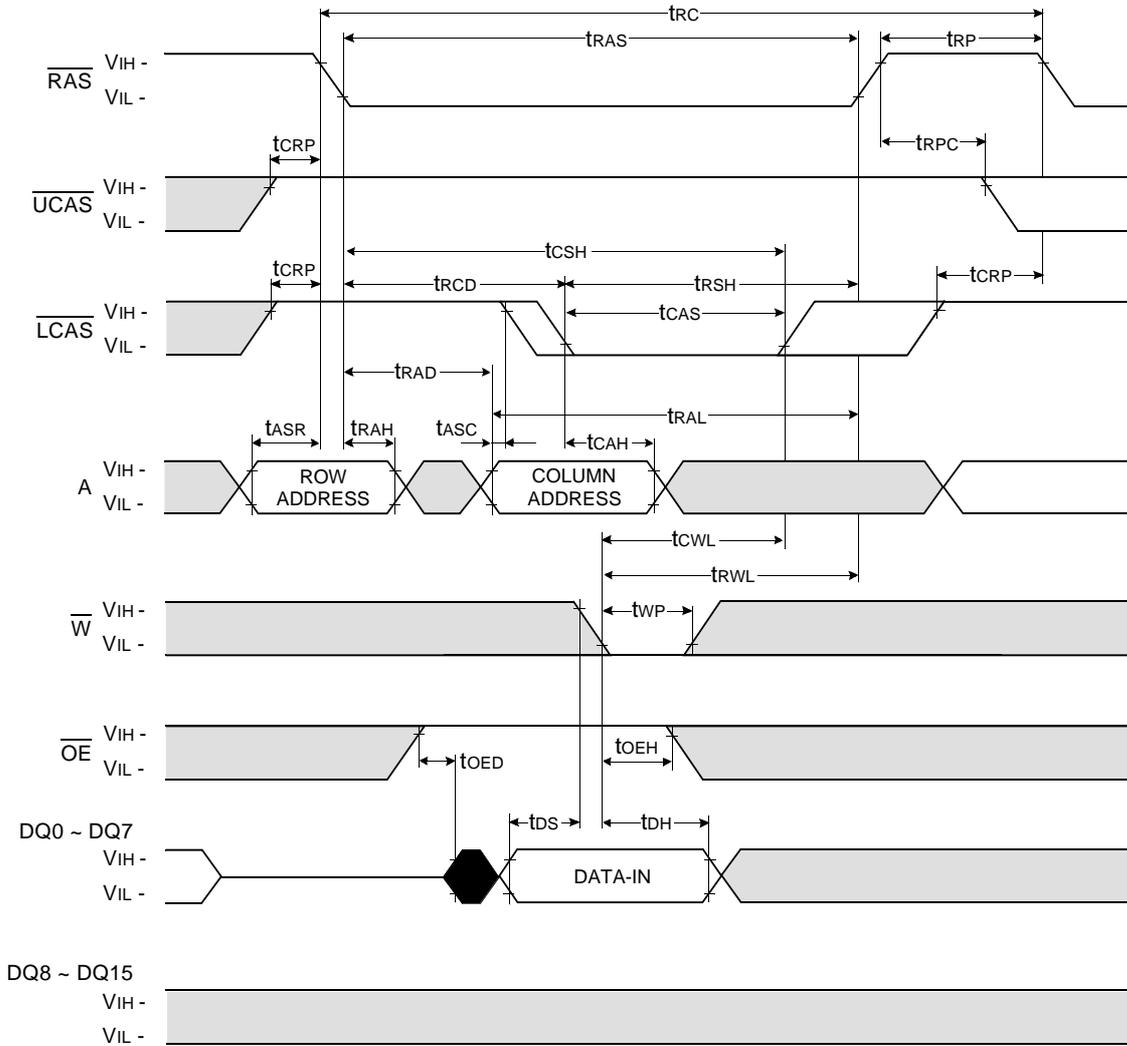 tRC
tRAS
tRP
RAS
VIH -
VIL -
tCRP
tRPC
UCAS
VIH -
VIL -
tCSH
tCRP
tRCD
tRSH
tCRP
LCAS
VIH -
VIL -
tCAS
tRAD
tRAL
tASR
tRAH
tASC
tCAH
A
VIH -
VIL -
ROW
ADDRESS
COLUMN
ADDRESS
tCWL
tRWL
W
VIH -
VIL -
tWP
OE
VIH -
VIL -
tOED
tOEH
tDS
tDH
DQ0 ~ DQ7
VIH -
VIL -
DATA-IN
DQ8 ~ DQ15
VIH -
VIL -